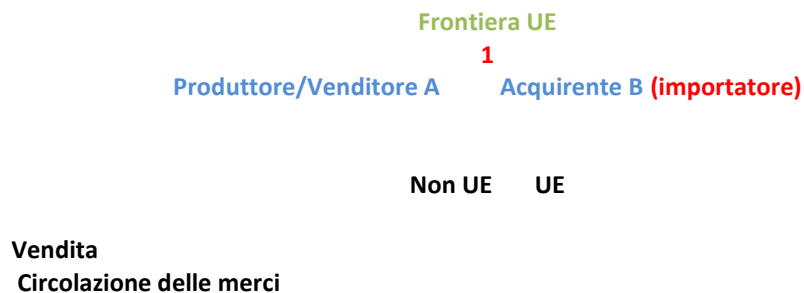 Frontiera UE
1
Produttore/Venditore A Acquirente B (importatore)
Non UE UE
Vendita
Circolazione delle merci